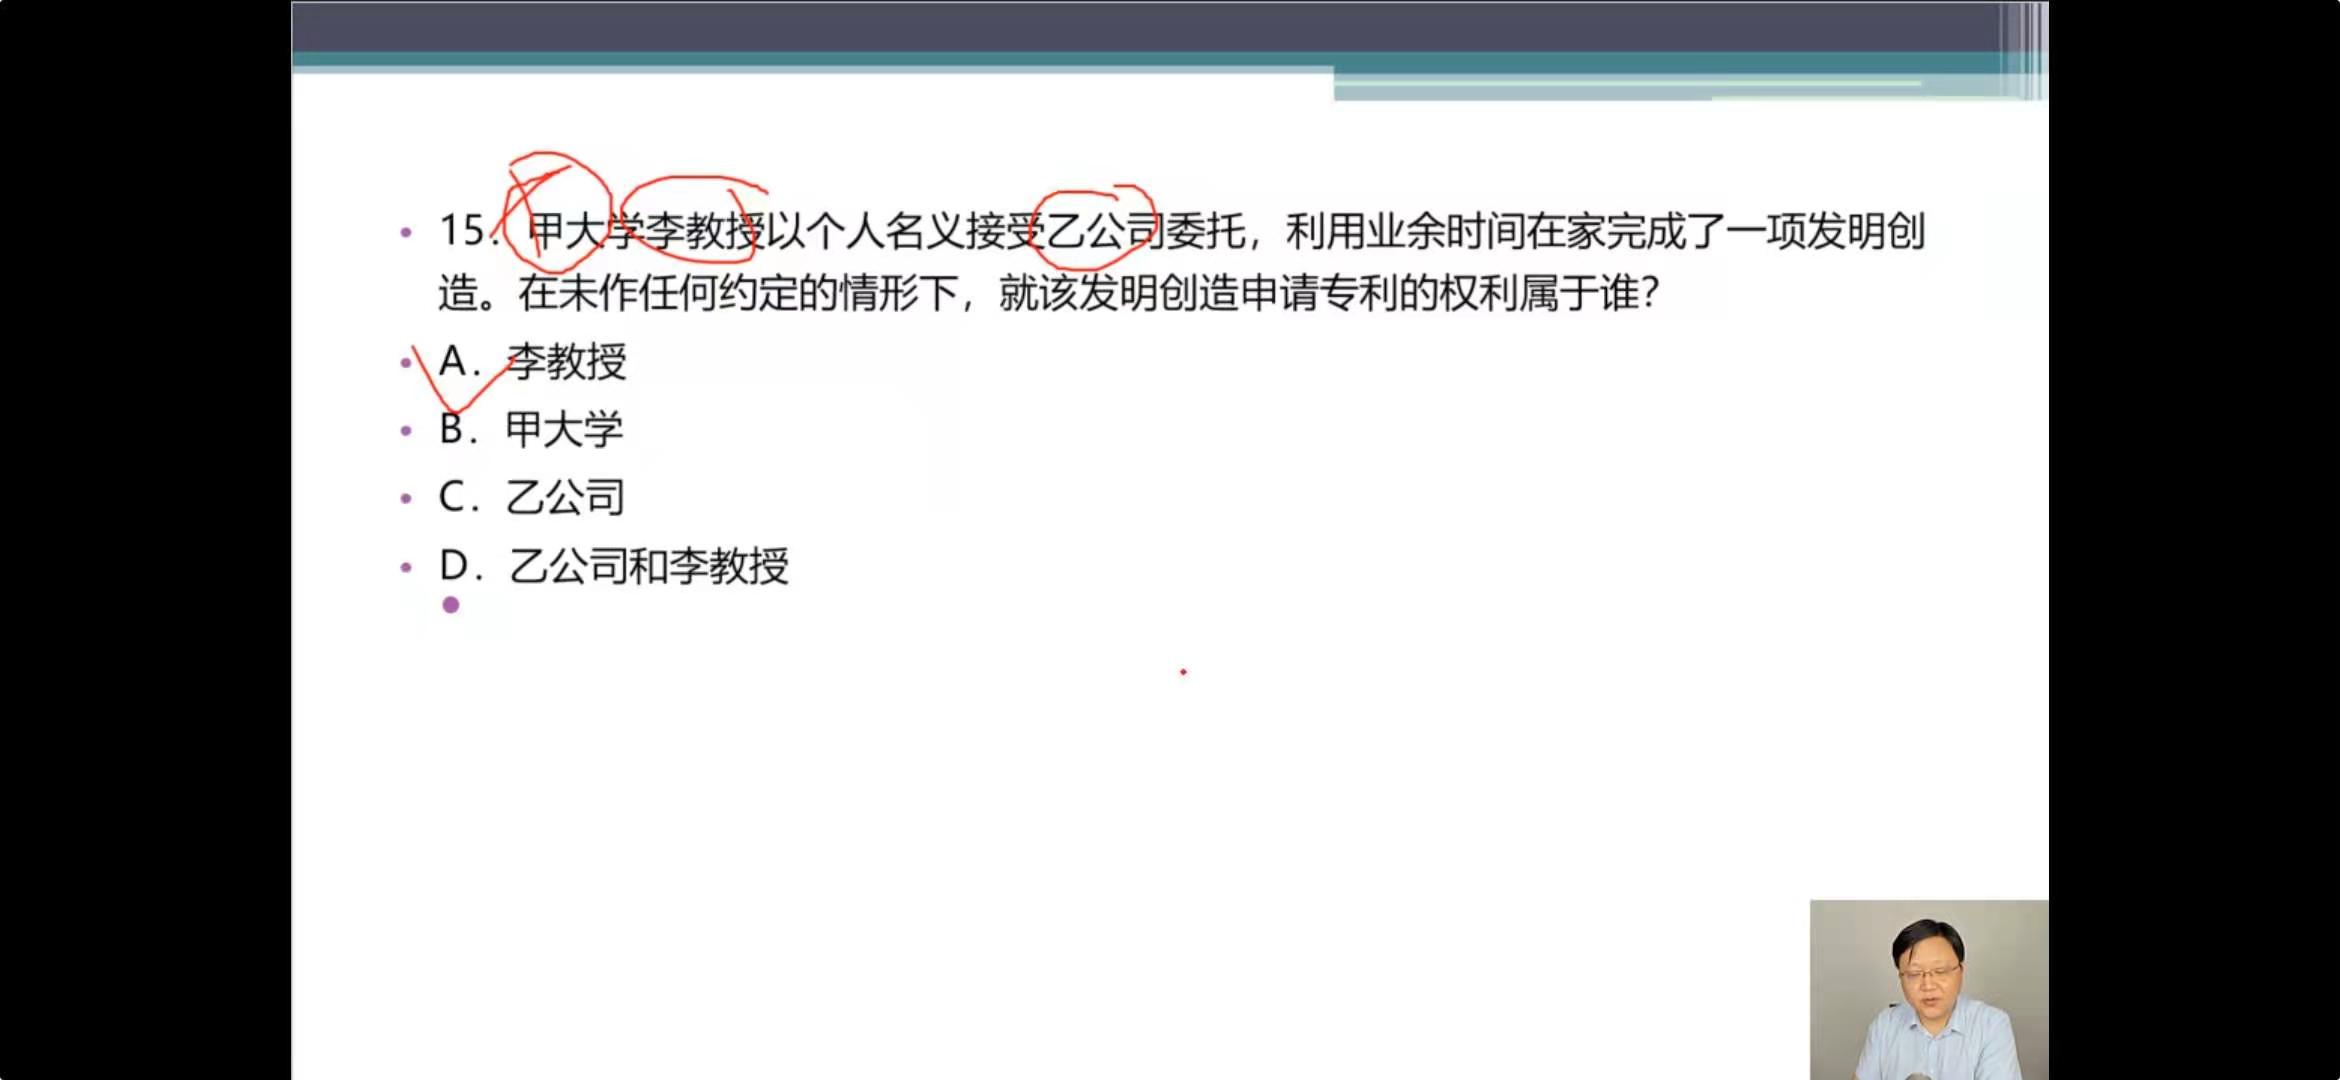 15. 甲大学李教授以个人名义接受乙公司委托，利用业余时间在家完成了一项发明创
造。在未作任何约定的情形下，就该发明创造申请专利的权利属于谁？
A. 李教授
B. 甲大学
C. 乙公司
D. 乙公司和李教授